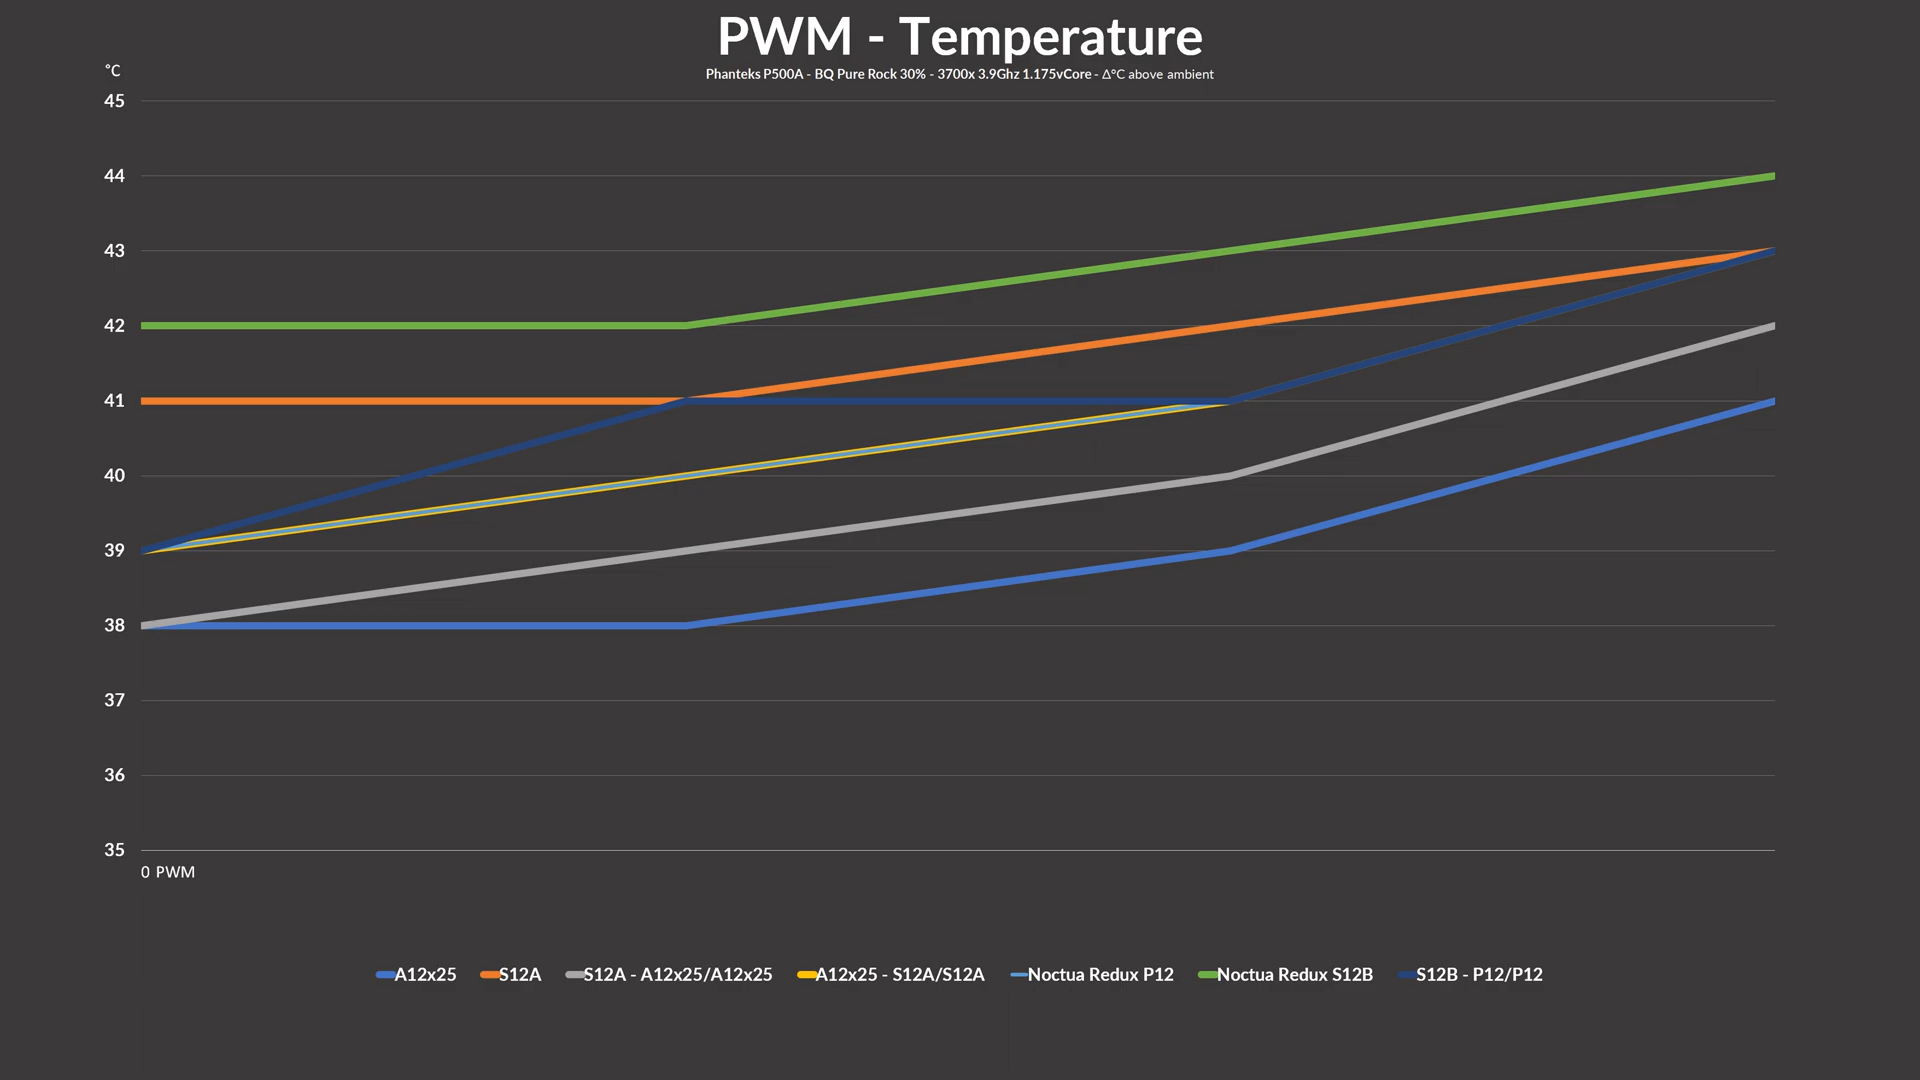 PWM - Temperature
Phanteks P500A - BQ Pure Rock 30% - 3700x 3.9Ghz 1.175vCore - Δ°C above ambient
°C
45
44
43
42
41
40
39
38
37
36
35
0 PWM
A12x25 S12A S12A - A12x25/A12x25 A12x25 - S12A/S12A Noctua Redux P12 Noctua Redux S12B S12B - P12/P12